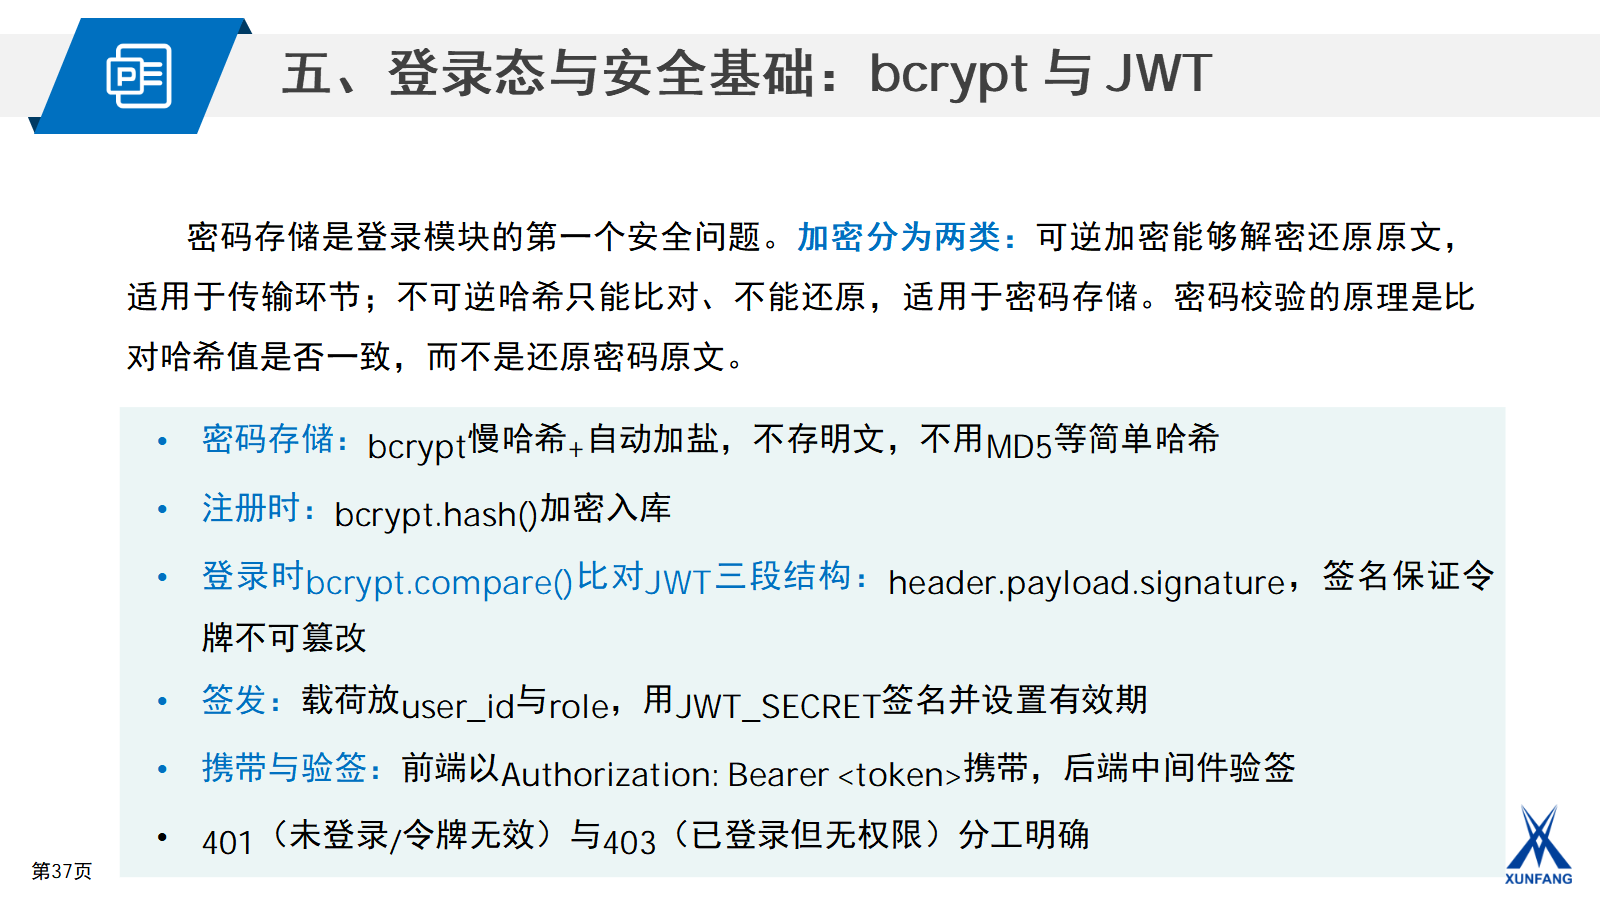 五、登录态与安全基础：bcrypt 与 JWT
密码存储是登录模块的第一个安全问题。加密分为两类：可逆加密能够解密还原原文，
适用于传输环节；不可逆哈希只能比对、不能还原，适用于密码存储。密码校验的原理是比
对哈希值是否一致，而不是还原密码原文。
• 密码存储：bcrypt慢哈希+自动加盐，不存明文，不用MD5等简单哈希
• 注册时：bcrypt.hash()加密入库
• 登录时bcrypt.compare()比对JWT三段结构：header.payload.signature，签名保证令
牌不可篡改
• 签发：载荷放user_id与role，用JWT_SECRET签名并设置有效期
• 携带与验签：前端以Authorization: Bearer <token>携带，后端中间件验签
• 401（未登录/令牌无效）与403（已登录但无权限）分工明确
第37页
XUNFANG